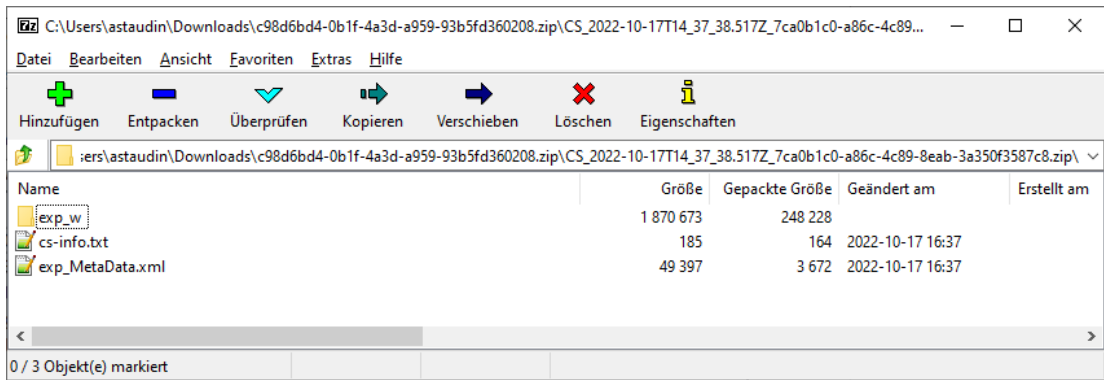 C:\Users\astaudin\Downloads\c98d6bd4-0b1f-4a3d-a959-93b5fd360208.zip\CS_2022-10-17T14_37_38.517Z_7ca0b1c0-a86c-4c89...
Datei Bearbeiten Ansicht Favoriten Extras Hilfe
Hinzufügen Entpacken Überprüfen Kopieren Verschieben Löschen Eigenschaften
:ers\astaudin\Downloads\c98d6bd4-0b1f-4a3d-a959-93b5fd360208.zip\CS_2022-10-17T14_37_38.517Z_7ca0b1c0-a86c-4c89-8eab-3a350f3587c8.zip\
Name Größe Gepackte Größe Geändert am Erstellt am
exp_w 1 870 673 248 228
cs-info.txt 185 164 2022-10-17 16:37
exp_MetaData.xml 49 397 3 672 2022-10-17 16:37
0 / 3 Objekt(e) markiert